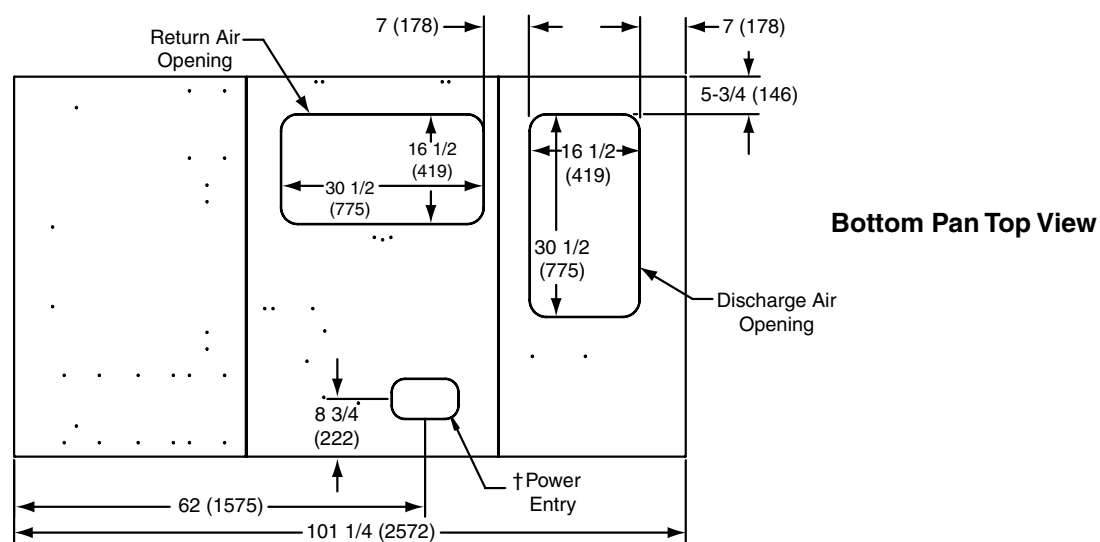 7 (178)
7 (178)
Return Air
Opening
5-3/4 (146)
16 1/2
(419)
16 1/2
(419)
30 1/2
(775)
Bottom Pan Top View
30 1/2
(775)
Discharge Air
Opening
8 3/4
(222)
†Power
Entry
62 (1575)
101 1/4 (2572)